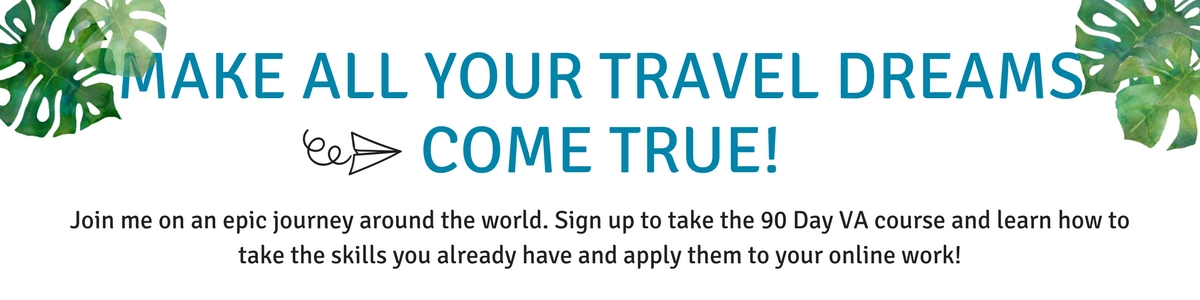 MAKE ALL YOUR TRAVEL DREAMS
COME TRUE!
Join me on an epic journey around the world. Sign up to take the 90 Day VA course and learn how to
take the skills you already have and apply them to your online work!